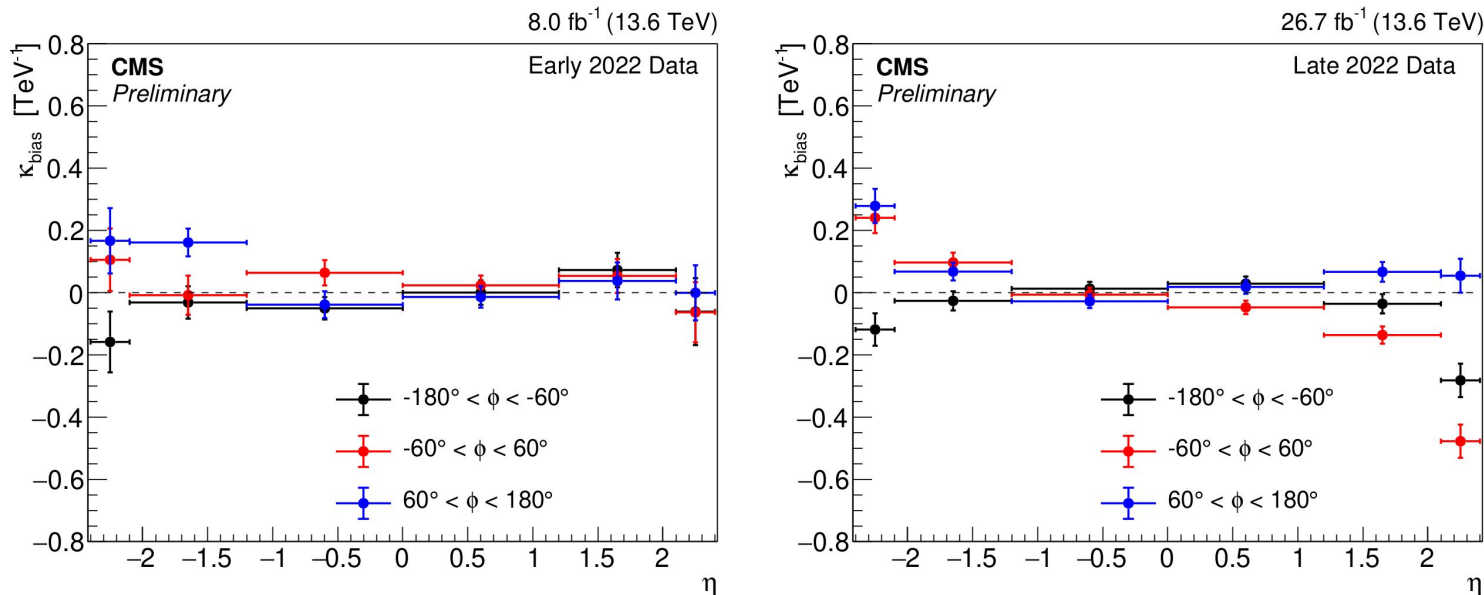 8.0 fb⁻¹ (13.6 TeV)
κ_bias [TeV⁻¹]
CMS
Preliminary
Early 2022 Data
0.8
0.6
0.4
0.2
0
−0.2
−0.4
−0.6
−0.8
-180° < ϕ < -60°
-60° < ϕ < 60°
60° < ϕ < 180°
−2 −1.5 −1 −0.5 0 0.5 1 1.5 2
η
26.7 fb⁻¹ (13.6 TeV)
κ_bias [TeV⁻¹]
CMS
Preliminary
Late 2022 Data
0.8
0.6
0.4
0.2
0
−0.2
−0.4
−0.6
−0.8
-180° < ϕ < -60°
-60° < ϕ < 60°
60° < ϕ < 180°
−2 −1.5 −1 −0.5 0 0.5 1 1.5 2
η